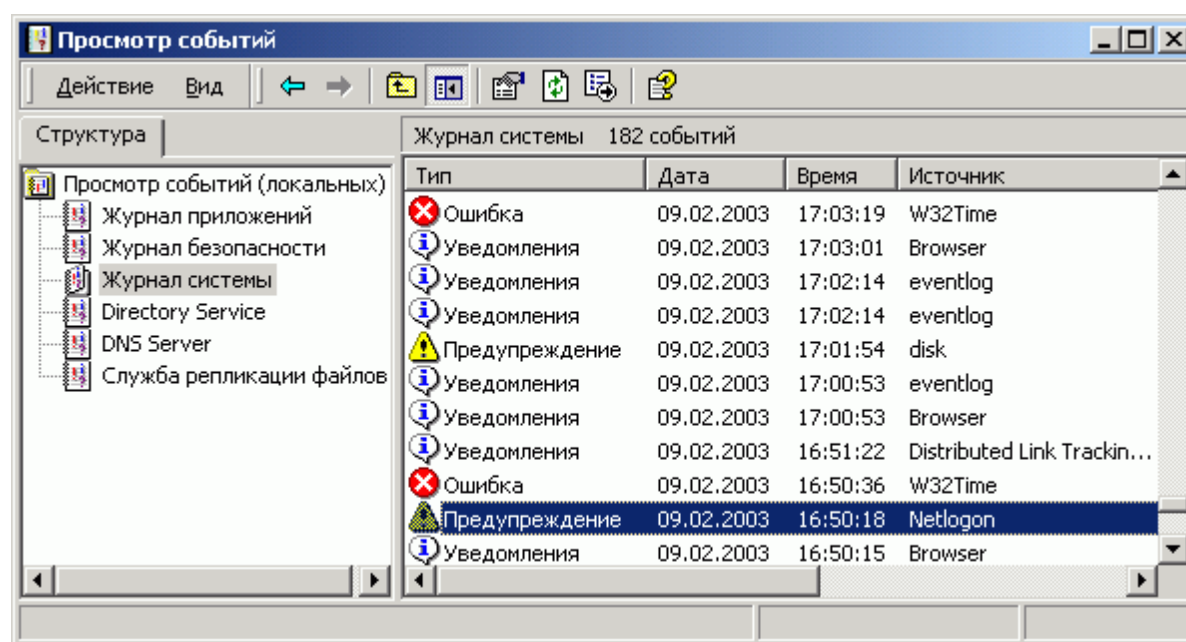 Просмотр событий
Действие Вид
Структура
Журнал системы 182 событий
Просмотр событий (локальных)
Журнал приложений
Журнал безопасности
Журнал системы
Directory Service
DNS Server
Служба репликации файлов
Тип Дата Время Источник
Ошибка 09.02.2003 17:03:19 W32Time
Уведомления 09.02.2003 17:03:01 Browser
Уведомления 09.02.2003 17:02:14 eventlog
Уведомления 09.02.2003 17:02:14 eventlog
Предупреждение 09.02.2003 17:01:54 disk
Уведомления 09.02.2003 17:00:53 eventlog
Уведомления 09.02.2003 17:00:53 Browser
Уведомления 09.02.2003 16:51:22 Distributed Link Trackin...
Ошибка 09.02.2003 16:50:36 W32Time
Предупреждение 09.02.2003 16:50:18 Netlogon
Уведомления 09.02.2003 16:50:15 Browser